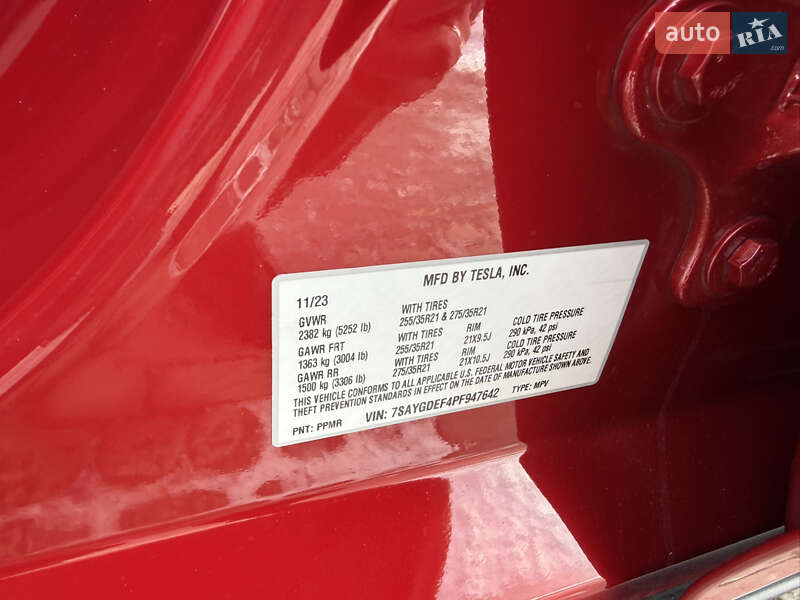 auto RIA.com
MFD BY TESLA, INC.
11/23
GVWR WITH TIRES
2382 kg (5252 lb) 255/35R21 & 275/35R21
GAWR FRT WITH TIRES RIM COLD TIRE PRESSURE
1363 kg (3004 lb) 255/35R21 21X9.5J 290 kPa, 42 psi
GAWR RR WITH TIRES RIM COLD TIRE PRESSURE
1500 kg (3306 lb) 275/35R21 21X10.5J 290 kPa, 42 psi
THIS VEHICLE CONFORMS TO ALL APPLICABLE U.S. FEDERAL MOTOR VEHICLE SAFETY AND
THEFT PREVENTION STANDARDS IN EFFECT ON THE DATE OF MANUFACTURE SHOWN ABOVE.
PNT: PPMR VIN: 7SAYGDEF4PF947642 TYPE: MPV